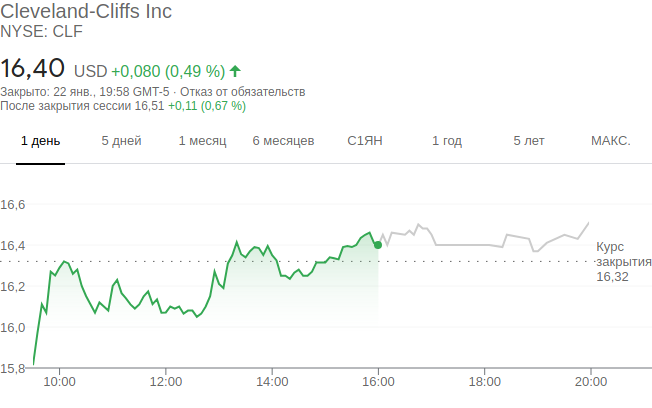 Cleveland-Cliffs Inc
NYSE: CLF
16,40 USD +0,080 (0,49 %)
Закрыто: 22 янв., 19:58 GMT-5 · Отказ от обязательств
После закрытия сессии 16,51 +0,11 (0,67 %)
1 день 5 дней 1 месяц 6 месяцев С1ЯН 1 год 5 лет МАКС.
16,6
16,4
Курс
закрытия
16,32
16,2
16,0
15,8
10:00 12:00 14:00 16:00 18:00 20:00